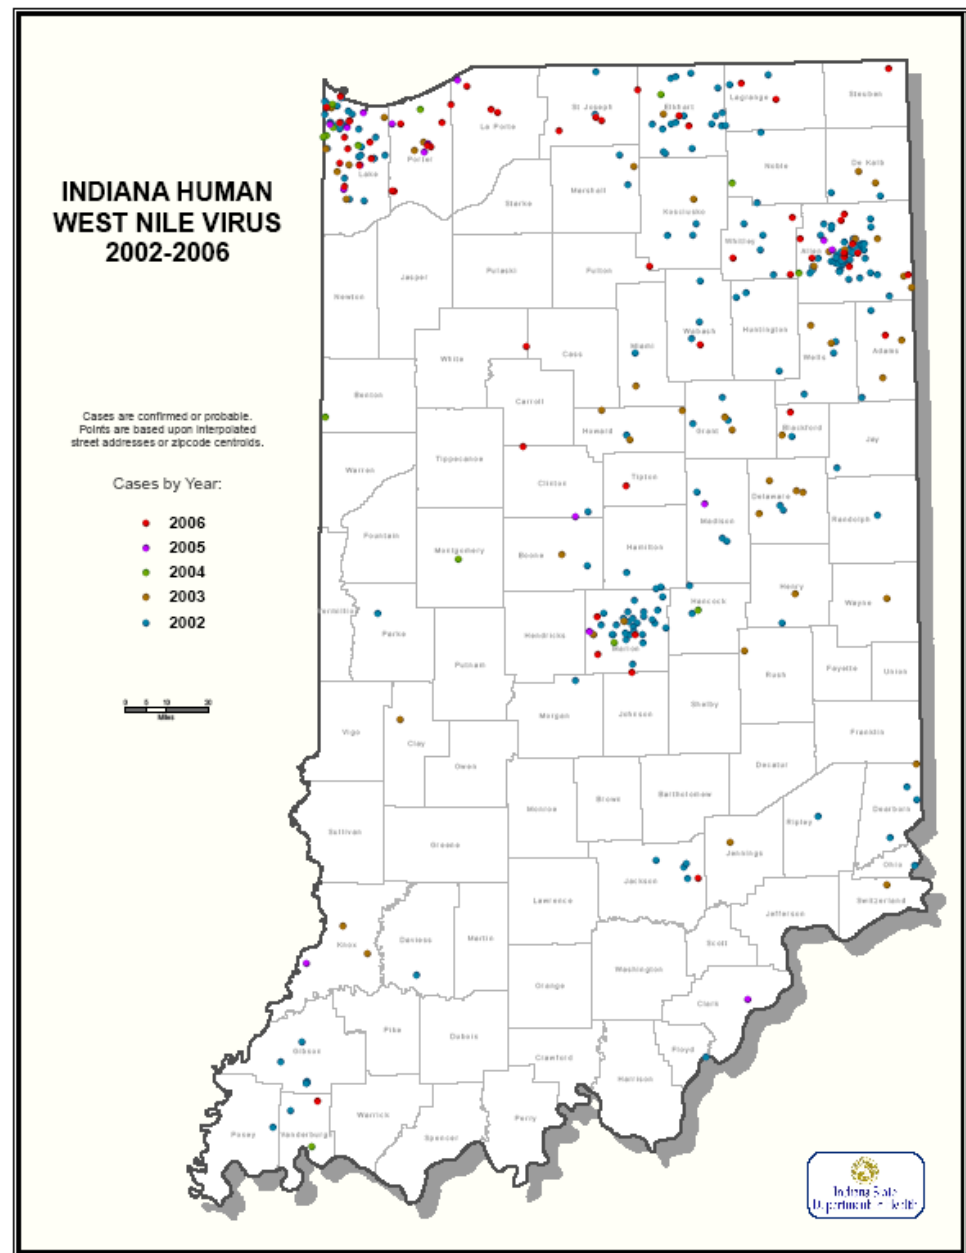 INDIANA HUMAN
WEST NILE VIRUS
2002-2006
Cases are confirmed or probable.
Points are based upon interpolated
street addresses or zipcode centroids.
Cases by Year:
2006
2005
2004
2003
2002
0 5 10 20
Miles
Lake
Porter
La Porte
St Joseph
Elkhart
Lagrange
Steuben
Noble
De Kalb
Starke
Marshall
Kosciusko
Whitley
Allen
Newton
Jasper
Pulaski
Fulton
Wabash
Huntington
Wells
Adams
White
Cass
Miami
Benton
Carroll
Howard
Grant
Blackford
Jay
Warren
Tippecanoe
Clinton
Tipton
Madison
Delaware
Randolph
Fountain
Montgomery
Boone
Hamilton
Henry
Wayne
Vermillion
Parke
Putnam
Hendricks
Marion
Hancock
Rush
Fayette
Union
Vigo
Clay
Owen
Morgan
Johnson
Shelby
Decatur
Franklin
Sullivan
Greene
Monroe
Brown
Bartholomew
Jennings
Ripley
Dearborn
Ohio
Switzerland
Knox
Daviess
Martin
Lawrence
Jackson
Jefferson
Scott
Washington
Orange
Clark
Floyd
Harrison
Crawford
Gibson
Pike
Dubois
Posey
Vanderburgh
Warrick
Spencer
Perry
Indiana State
Department of Health